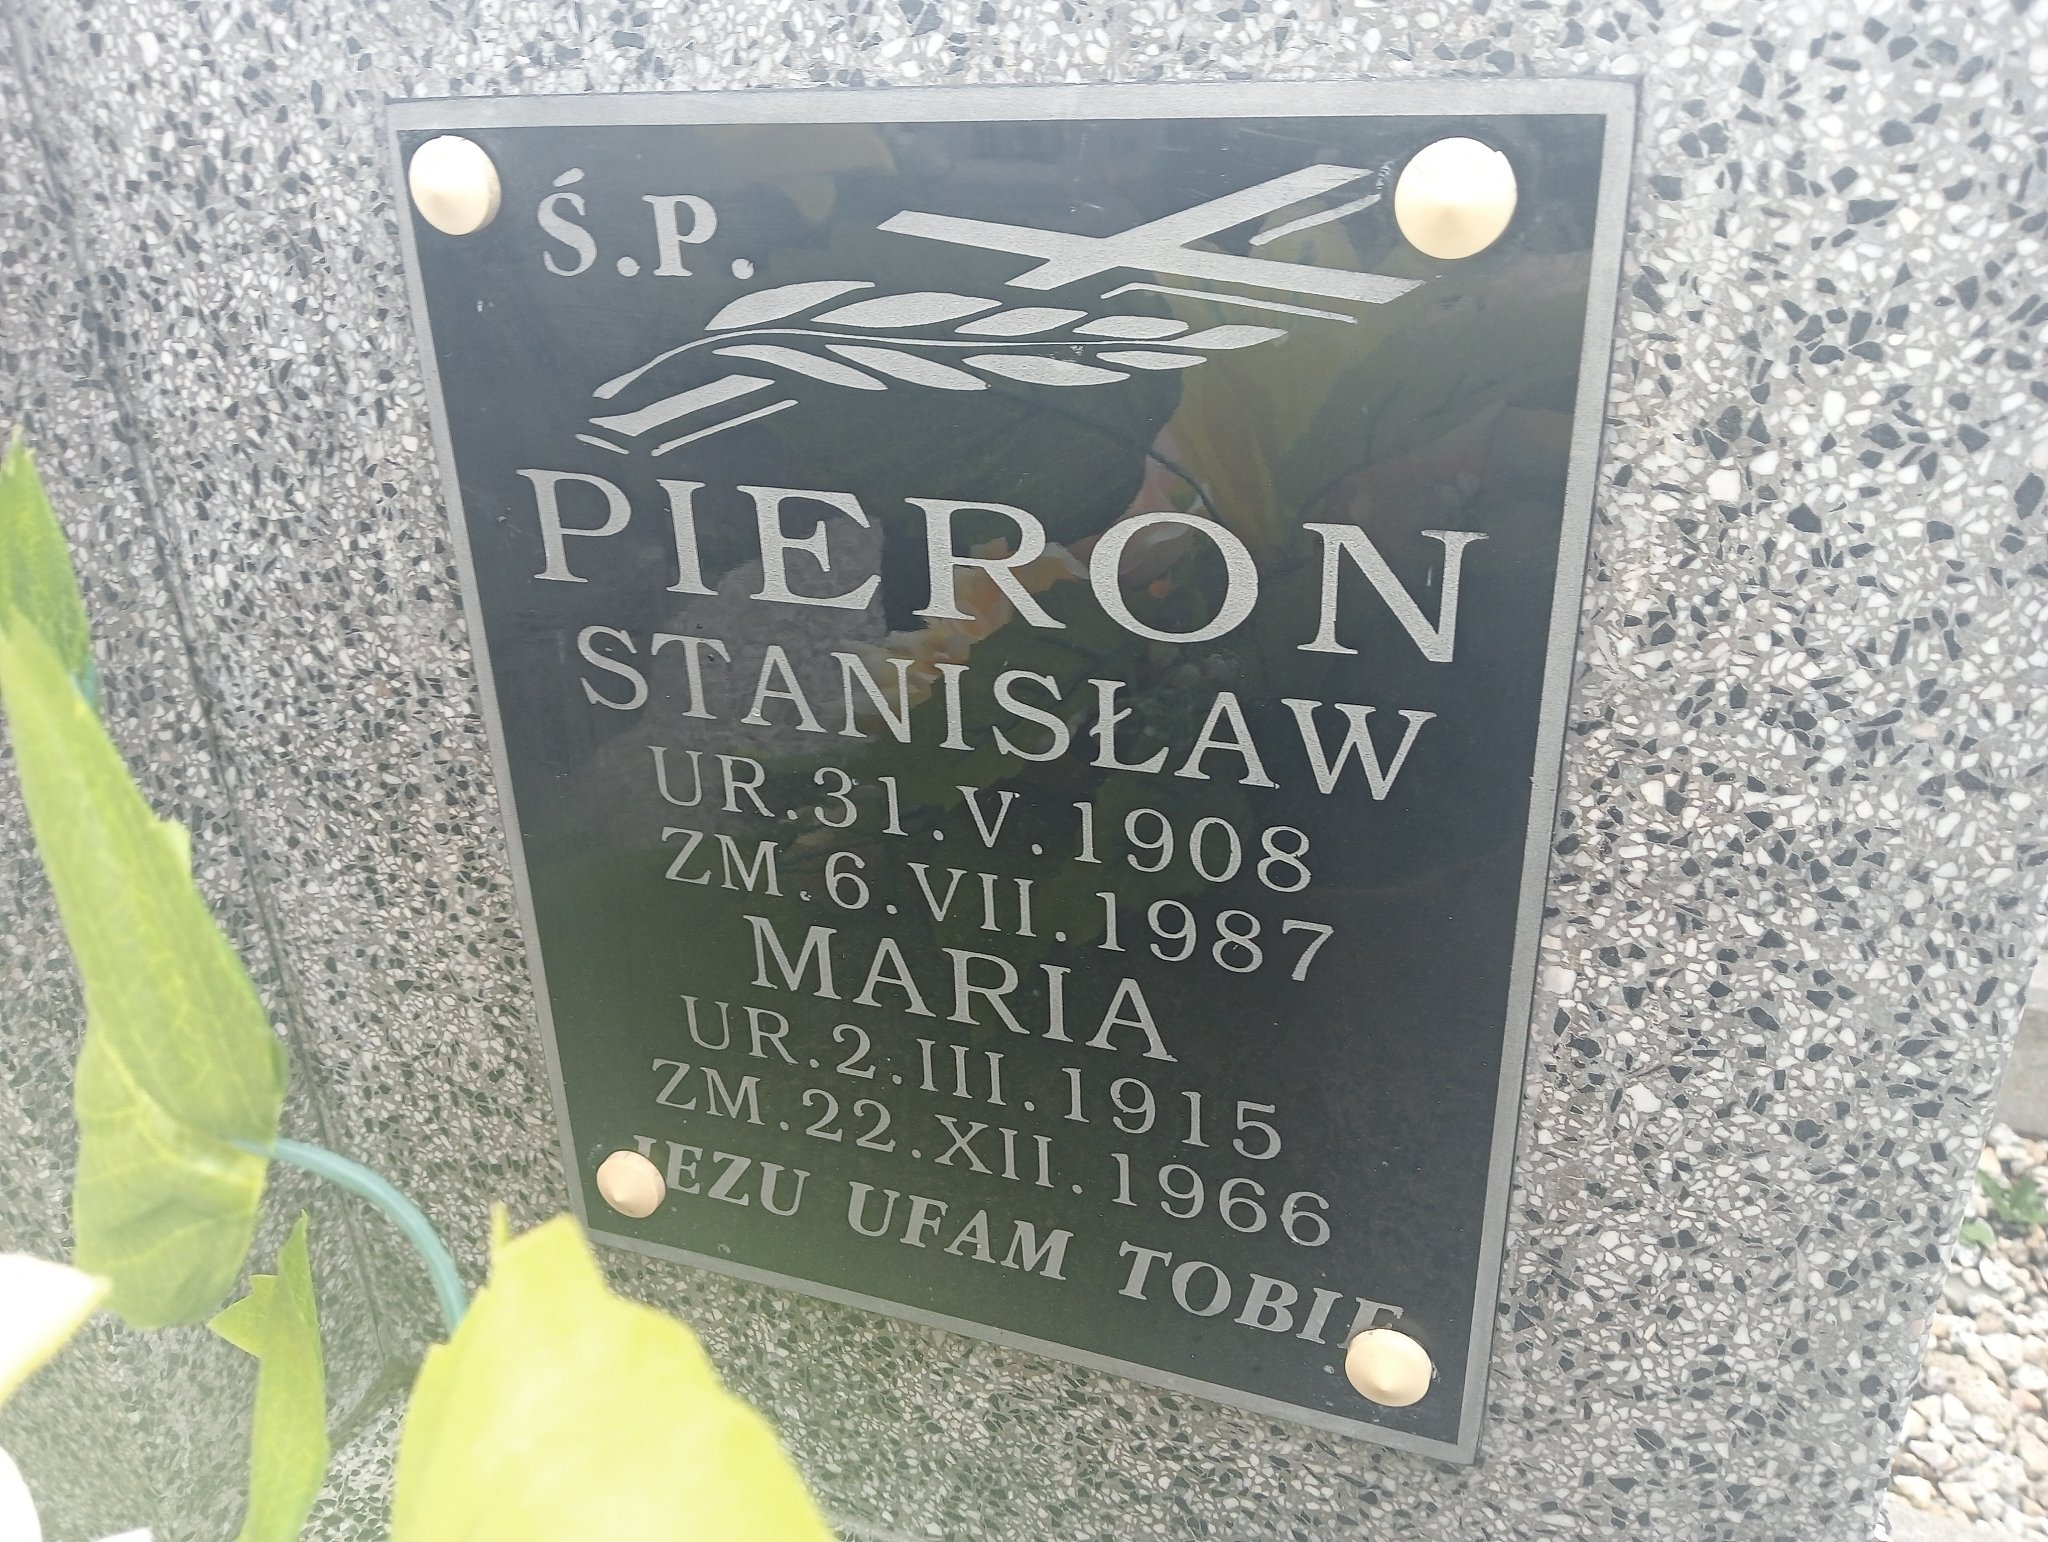 Ś.P.
PIERON
STANISŁAW
UR.31.V.1908
ZM.6.VII.1987
MARIA
UR.2.III.1915
ZM.22.XII.1966
JEZU UFAM TOBIE